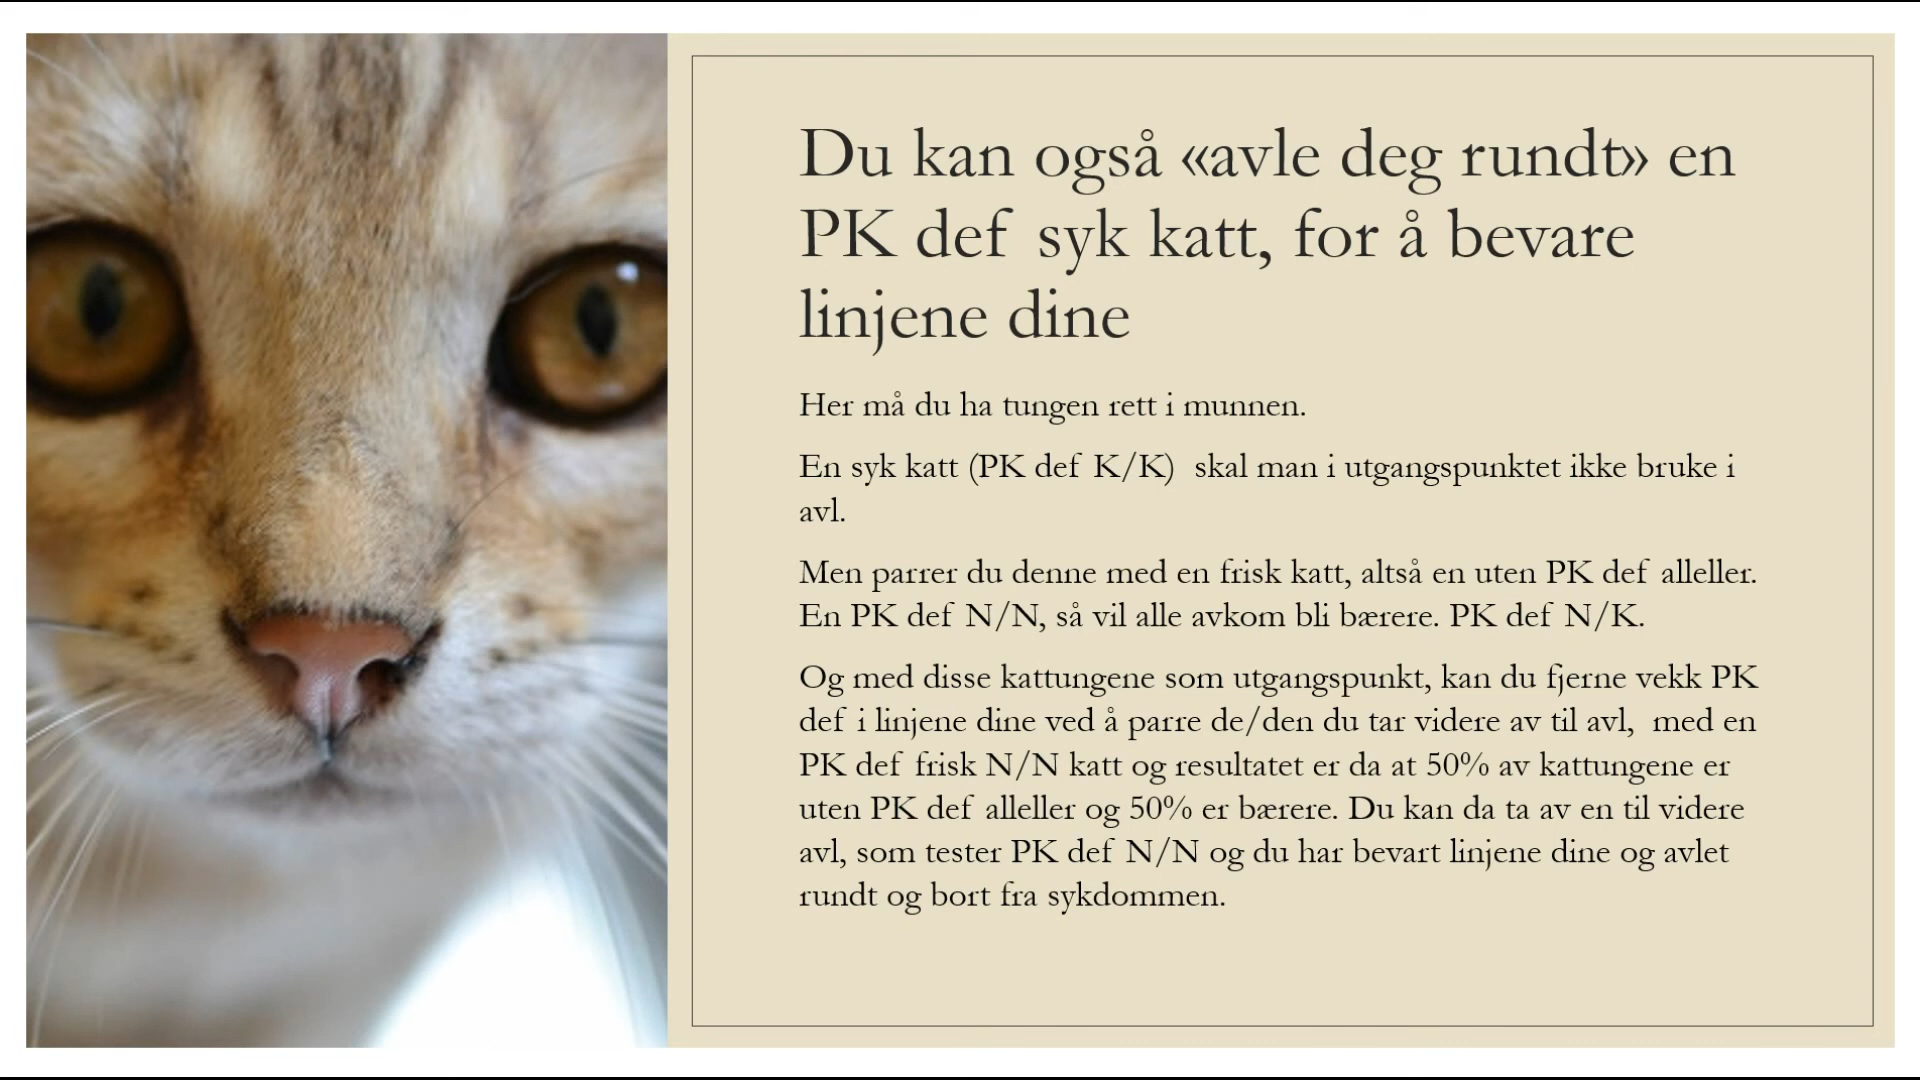 Du kan også «avle deg rundt» en
PK def syk katt, for å bevare
linjene dine
Her må du ha tungen rett i munnen.
En syk katt (PK def K/K) skal man i utgangspunktet ikke bruke i
avl.
Men parrer du denne med en frisk katt, altså en uten PK def alleller.
En PK def N/N, så vil alle avkom bli bærere. PK def N/K.
Og med disse kattungene som utgangspunkt, kan du fjerne vekk PK
def i linjene dine ved å parre de/den du tar videre av til avl, med en
PK def frisk N/N katt og resultatet er da at 50% av kattungene er
uten PK def alleller og 50% er bærere. Du kan da ta av en til videre
avl, som tester PK def N/N og du har bevart linjene dine og avlet
rundt og bort fra sykdommen.